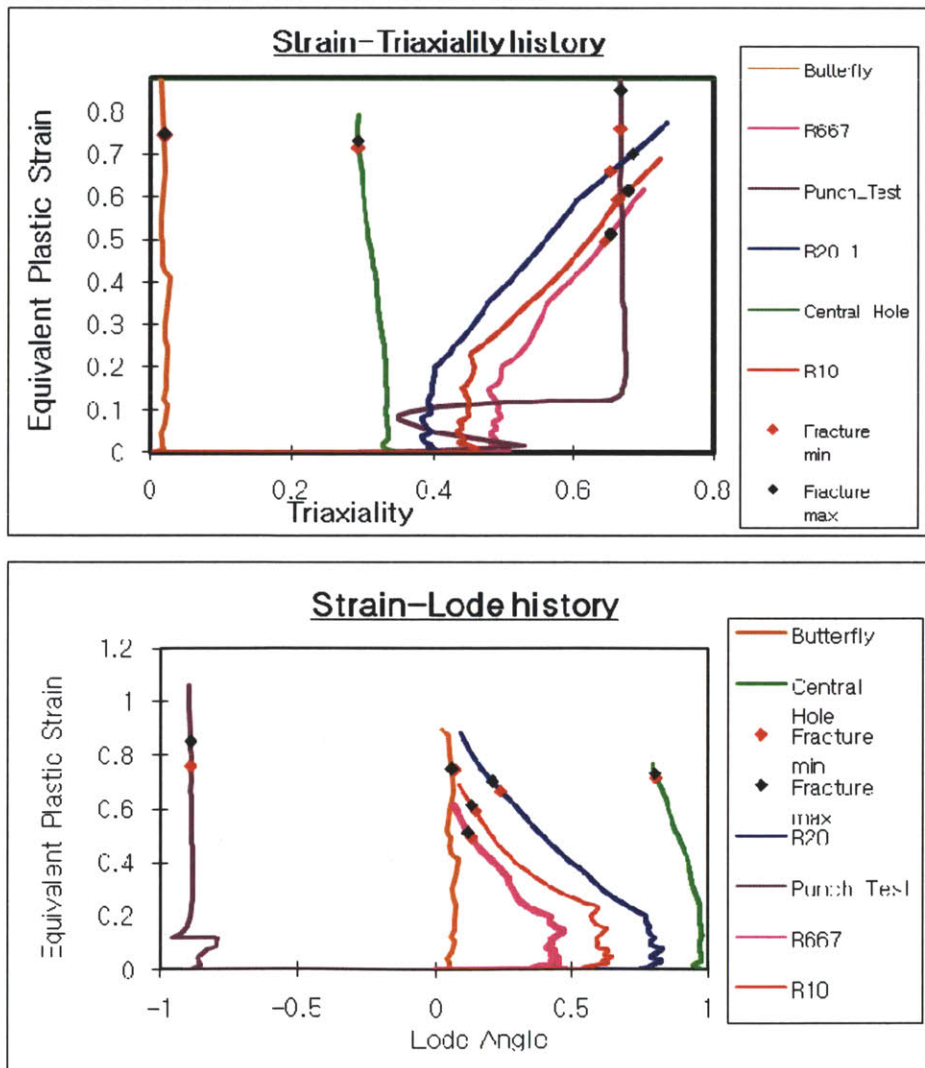 Strain-Triaxiality history
Equivalent Plastic Strain
0.8
0.7
0.6
0.5
0.4
0.3
0.2
0.1
0
0
0.2
0.4
0.6
0.8
Triaxiality
Butterfly
R667
Punch_Test
R20_1
Central_Hole
R10
Fracture
min
Fracture
max
Strain-Lode history
Equivalent Plastic Strain
1.2
1
0.8
0.6
0.4
0.2
0
-1
-0.5
0
0.5
1
Lode Angle
Butterfly
Central
Hole
Fracture
min
Fracture
max
R20
Punch_Test
R667
R10